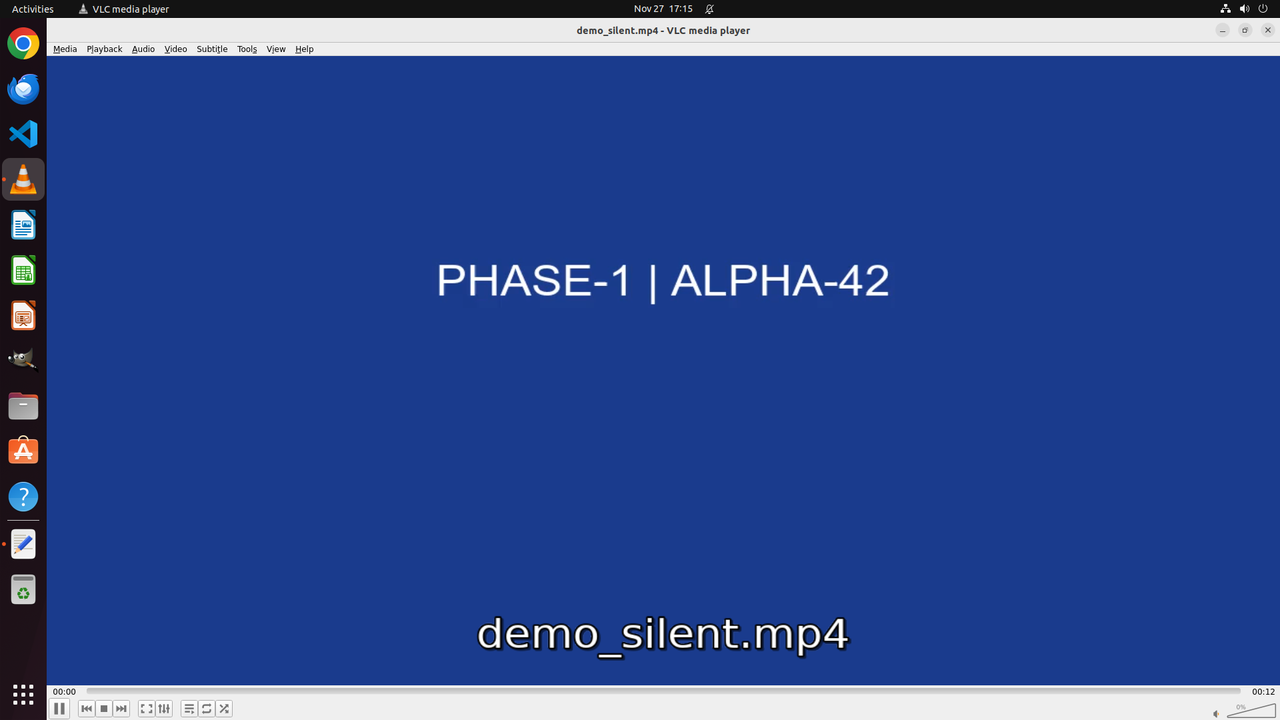 Activities
VLC media player
Nov 27 17:15
demo_silent.mp4 - VLC media player
Media Playback Audio Video Subtitle Tools View Help
PHASE-1 | ALPHA-42
demo_silent.mp4
00:00
00:12
0%